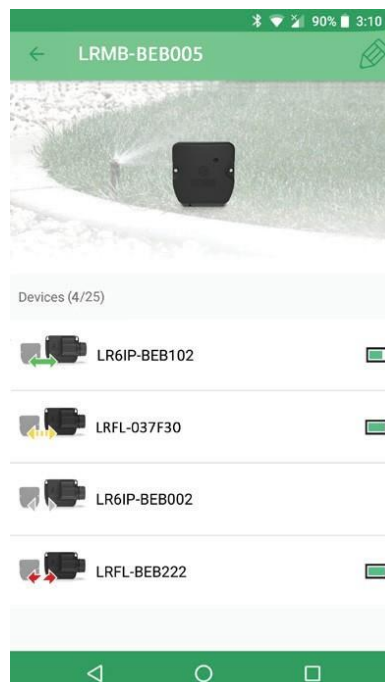 90% 3:10
LRMB-BEB005
Devices (4/25)
LR6IP-BEB102
LRFL-037F30
LR6IP-BEB002
LRFL-BEB222